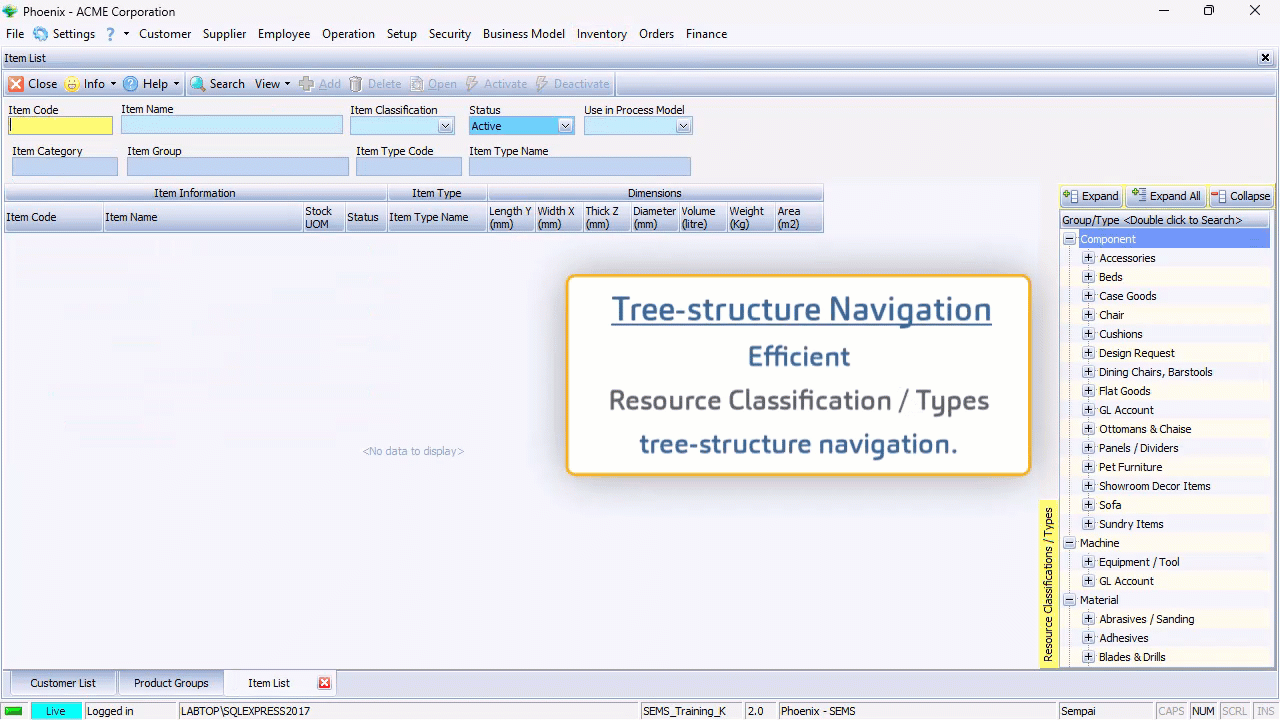 Phoenix - ACME Corporation
File Settings ? Customer Supplier Employee Operation Setup Security Business Model Inventory Orders Finance
Item List
Close Info Help Search View Add Delete Open Activate Deactivate
Item Code Item Name Item Classification Status Use in Process Model
Active
Item Category Item Group Item Type Code Item Type Name
Item Information Item Type Dimensions
Item Code Item Name Stock UOM Status Item Type Name Length Y (mm) Width X (mm) Thick Z (mm) Diameter (mm) Volume (litre) Weight (Kg) Area (m2)
<No data to display>
Tree-structure Navigation
Efficient
Resource Classification / Types
tree-structure navigation.
Resource Classifications / Types
Expand Expand All Collapse
Group/Type <Double click to Search>
Component
Accessories
Beds
Case Goods
Chair
Cushions
Design Request
Dining Chairs, Barstools
Flat Goods
GL Account
Ottomans & Chaise
Panels / Dividers
Pet Furniture
Showroom Decor Items
Sofa
Sundry Items
Machine
Equipment / Tool
GL Account
Material
Abrasives / Sanding
Adhesives
Blades & Drills
Customer List Product Groups Item List
Live Logged in LABTOP\SQLEXPRESS2017 SEMS_Training_K 2.0 Phoenix - SEMS Sempai CAPS NUM SCRL INS